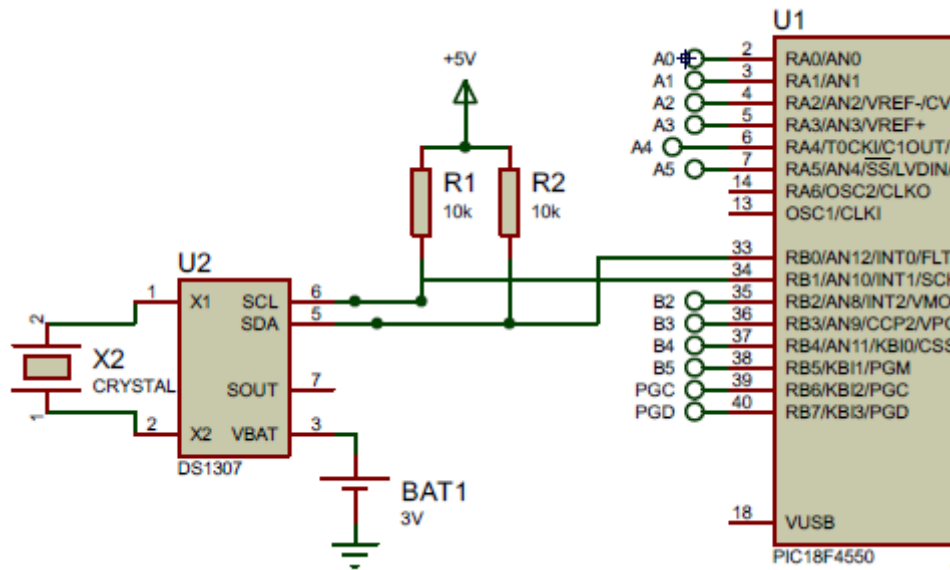 U1
+5V
A0
2
RA0/AN0
A1
3
RA1/AN1
A2
4
RA2/AN2/VREF-/CV
A3
5
RA3/AN3/VREF+
A4
6
RA4/T0CKI/C1OUT/
A5
7
RA5/AN4/SS/LVDIN/
14
RA6/OSC2/CLKO
13
OSC1/CLKI
R1
10k
R2
10k
33
RB0/AN12/INT0/FLT
34
RB1/AN10/INT1/SCK
B2
35
RB2/AN8/INT2/VMO
B3
36
RB3/AN9/CCP2/VPO
B4
37
RB4/AN11/KBI0/CSS
B5
38
RB5/KBI1/PGM
PGC
39
RB6/KBI2/PGC
PGD
40
RB7/KBI3/PGD
18
VUSB
PIC18F4550
U2
1
X1
SCL
6
SDA
5
SOUT
7
2
X2
VBAT
3
DS1307
2
X2
CRYSTAL
1
BAT1
3V